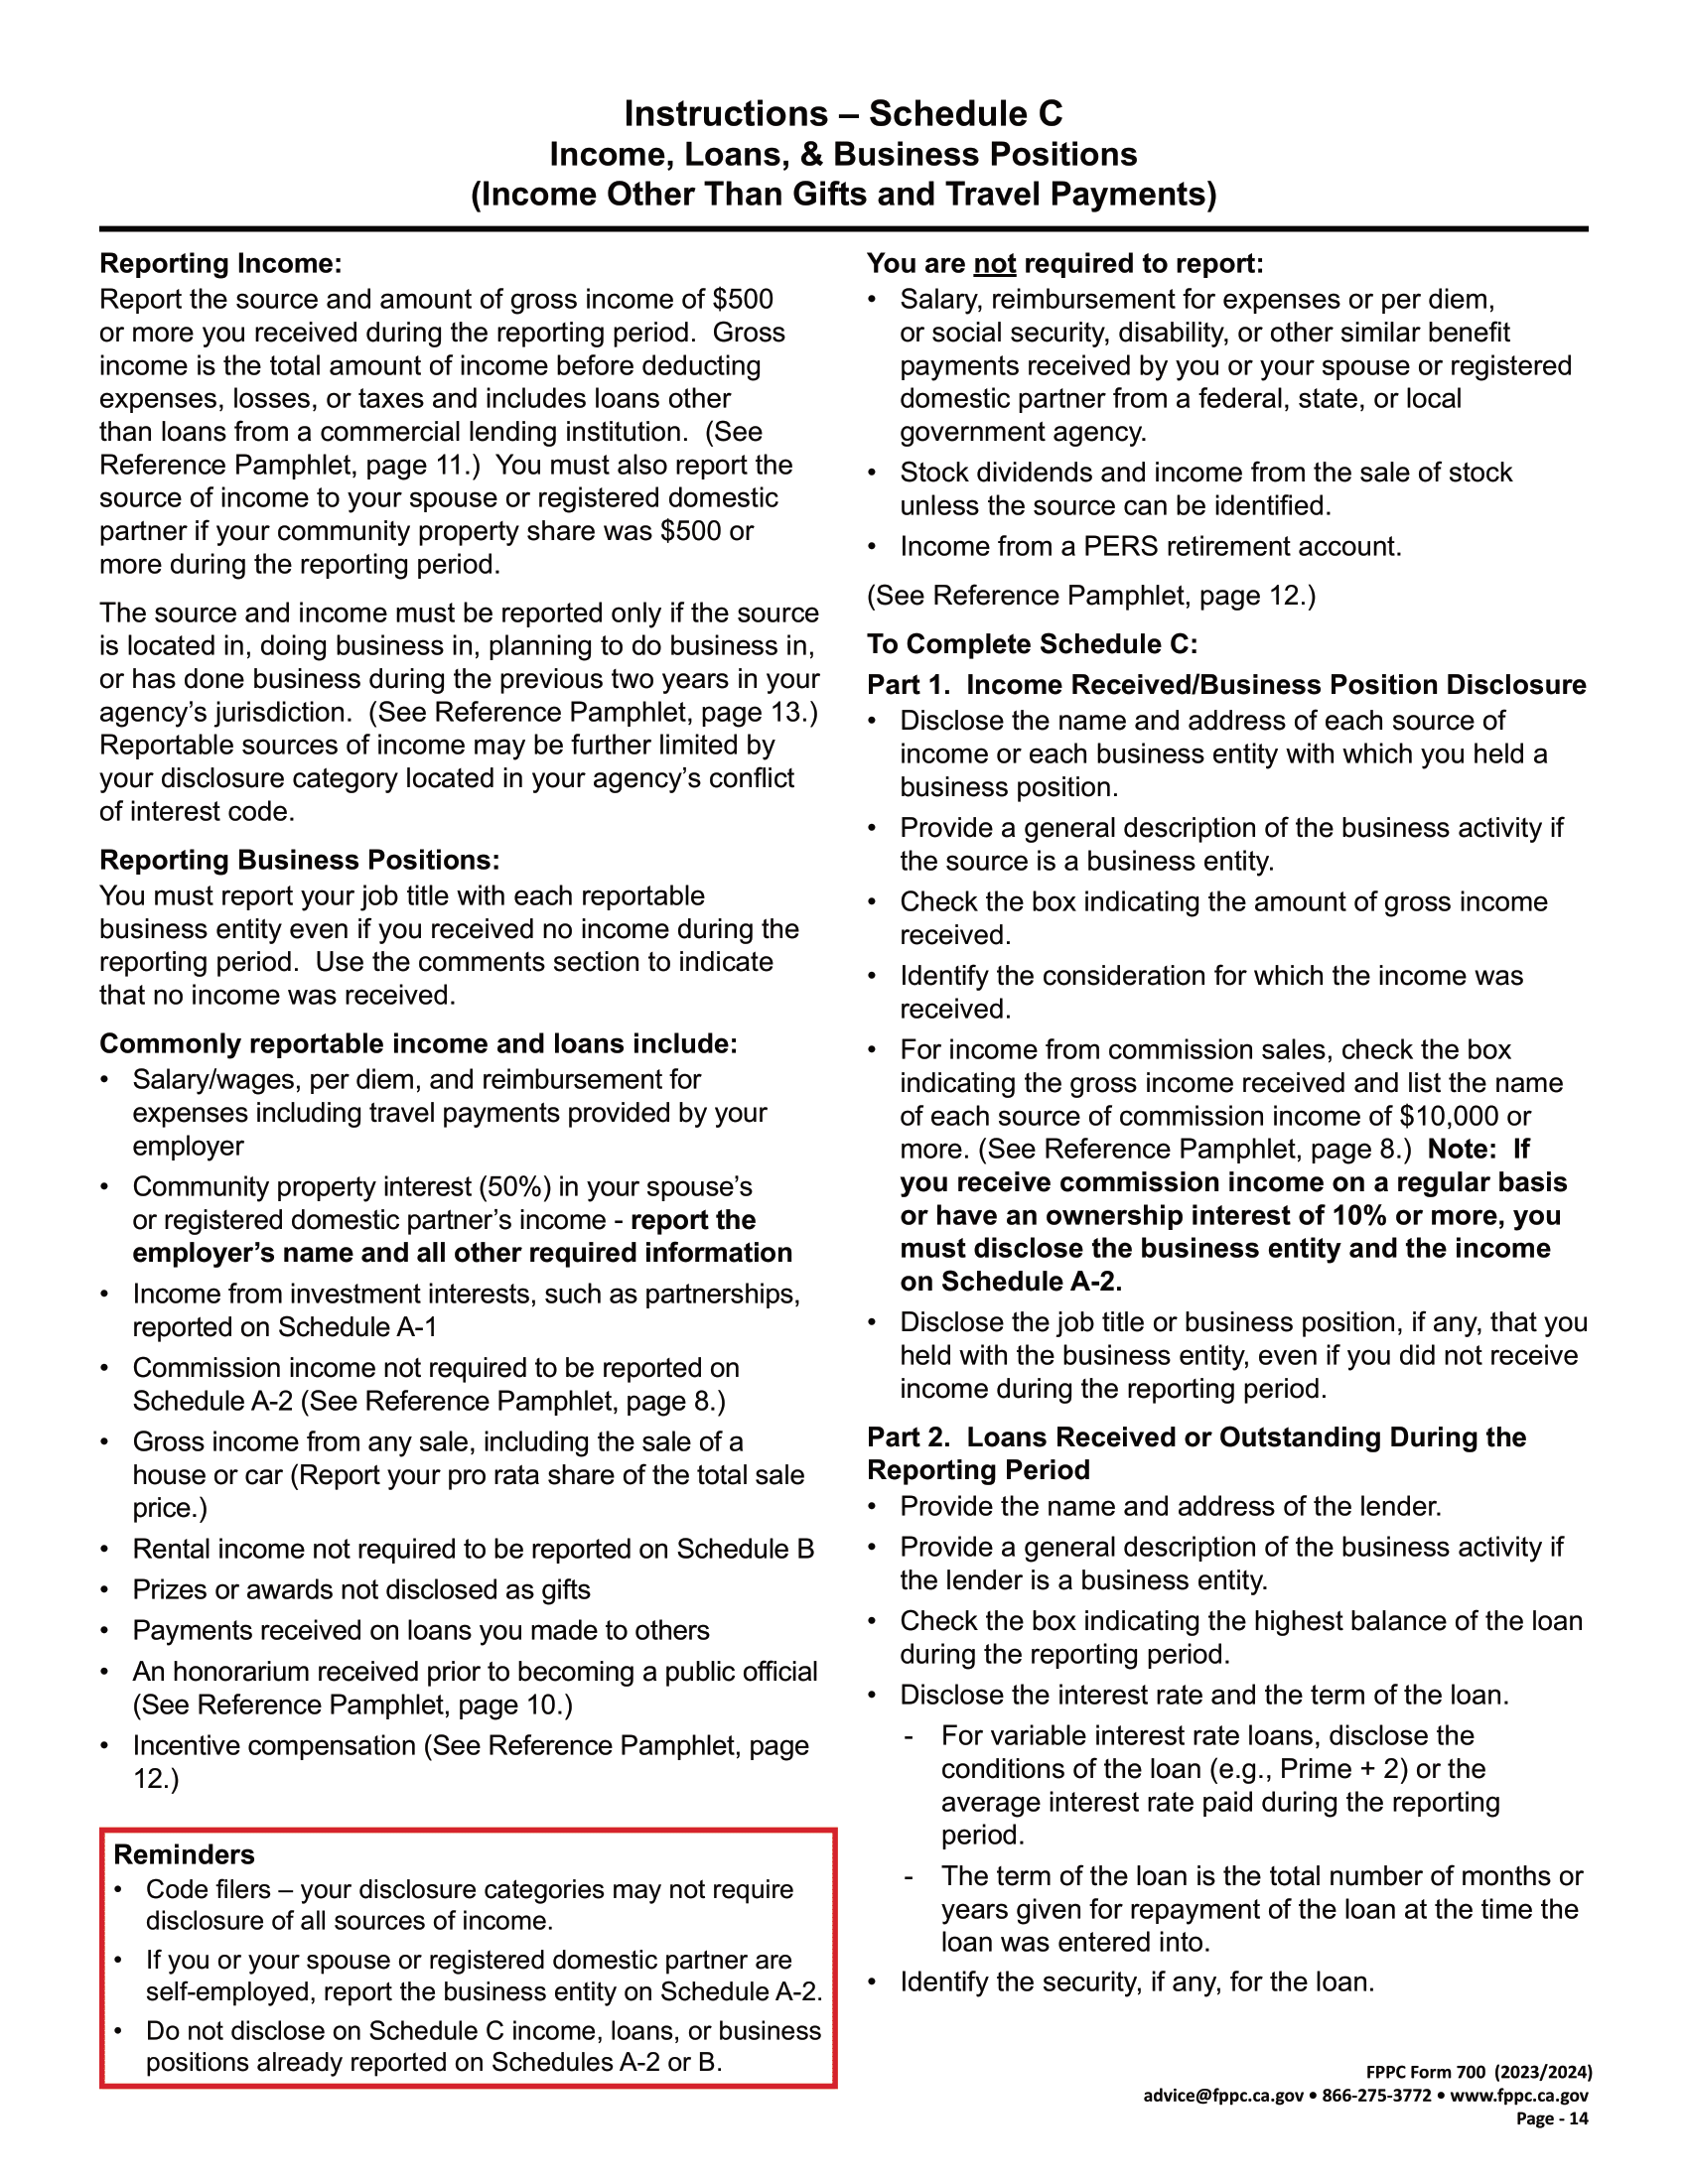 Instructions – Schedule C
Income, Loans, & Business Positions
(Income Other Than Gifts and Travel Payments)
Reporting Income:
Report the source and amount of gross income of $500
or more you received during the reporting period.  Gross
income is the total amount of income before deducting
expenses, losses, or taxes and includes loans other
than loans from a commercial lending institution.  (See
Reference Pamphlet, page 11.)  You must also report the
source of income to your spouse or registered domestic
partner if your community property share was $500 or
more during the reporting period.
The source and income must be reported only if the source
is located in, doing business in, planning to do business in,
or has done business during the previous two years in your
agency’s jurisdiction.  (See Reference Pamphlet, page 13.)
Reportable sources of income may be further limited by
your disclosure category located in your agency’s conflict
of interest code.
Reporting Business Positions:
You must report your job title with each reportable
business entity even if you received no income during the
reporting period.  Use the comments section to indicate
that no income was received.
Commonly reportable income and loans include:
• Salary/wages, per diem, and reimbursement for
expenses including travel payments provided by your
employer
• Community property interest (50%) in your spouse’s
or registered domestic partner’s income - report the
employer’s name and all other required information
• Income from investment interests, such as partnerships,
reported on Schedule A-1
• Commission income not required to be reported on
Schedule A-2 (See Reference Pamphlet, page 8.)
• Gross income from any sale, including the sale of a
house or car (Report your pro rata share of the total sale
price.)
• Rental income not required to be reported on Schedule B
• Prizes or awards not disclosed as gifts
• Payments received on loans you made to others
• An honorarium received prior to becoming a public official
(See Reference Pamphlet, page 10.)
• Incentive compensation (See Reference Pamphlet, page
12.)
Reminders
• Code filers – your disclosure categories may not require
disclosure of all sources of income.
• If you or your spouse or registered domestic partner are
self-employed, report the business entity on Schedule A-2.
• Do not disclose on Schedule C income, loans, or business
positions already reported on Schedules A-2 or B.
You are not required to report:
• Salary, reimbursement for expenses or per diem,
or social security, disability, or other similar benefit
payments received by you or your spouse or registered
domestic partner from a federal, state, or local
government agency.
• Stock dividends and income from the sale of stock
unless the source can be identified.
• Income from a PERS retirement account.
(See Reference Pamphlet, page 12.)
To Complete Schedule C:
Part 1.  Income Received/Business Position Disclosure
• Disclose the name and address of each source of
income or each business entity with which you held a
business position.
• Provide a general description of the business activity if
the source is a business entity.
• Check the box indicating the amount of gross income
received.
• Identify the consideration for which the income was
received.
• For income from commission sales, check the box
indicating the gross income received and list the name
of each source of commission income of $10,000 or
more. (See Reference Pamphlet, page 8.)  Note:  If
you receive commission income on a regular basis
or have an ownership interest of 10% or more, you
must disclose the business entity and the income
on Schedule A-2.
• Disclose the job title or business position, if any, that you
held with the business entity, even if you did not receive
income during the reporting period.
Part 2.  Loans Received or Outstanding During the
Reporting Period
• Provide the name and address of the lender.
• Provide a general description of the business activity if
the lender is a business entity.
• Check the box indicating the highest balance of the loan
during the reporting period.
• Disclose the interest rate and the term of the loan.
- For variable interest rate loans, disclose the
conditions of the loan (e.g., Prime + 2) or the
average interest rate paid during the reporting
period.
- The term of the loan is the total number of months or
years given for repayment of the loan at the time the
loan was entered into.
• Identify the security, if any, for the loan.
FPPC Form 700  (2023/2024)
advice@fppc.ca.gov • 866-275-3772 • www.fppc.ca.gov
Page - 14